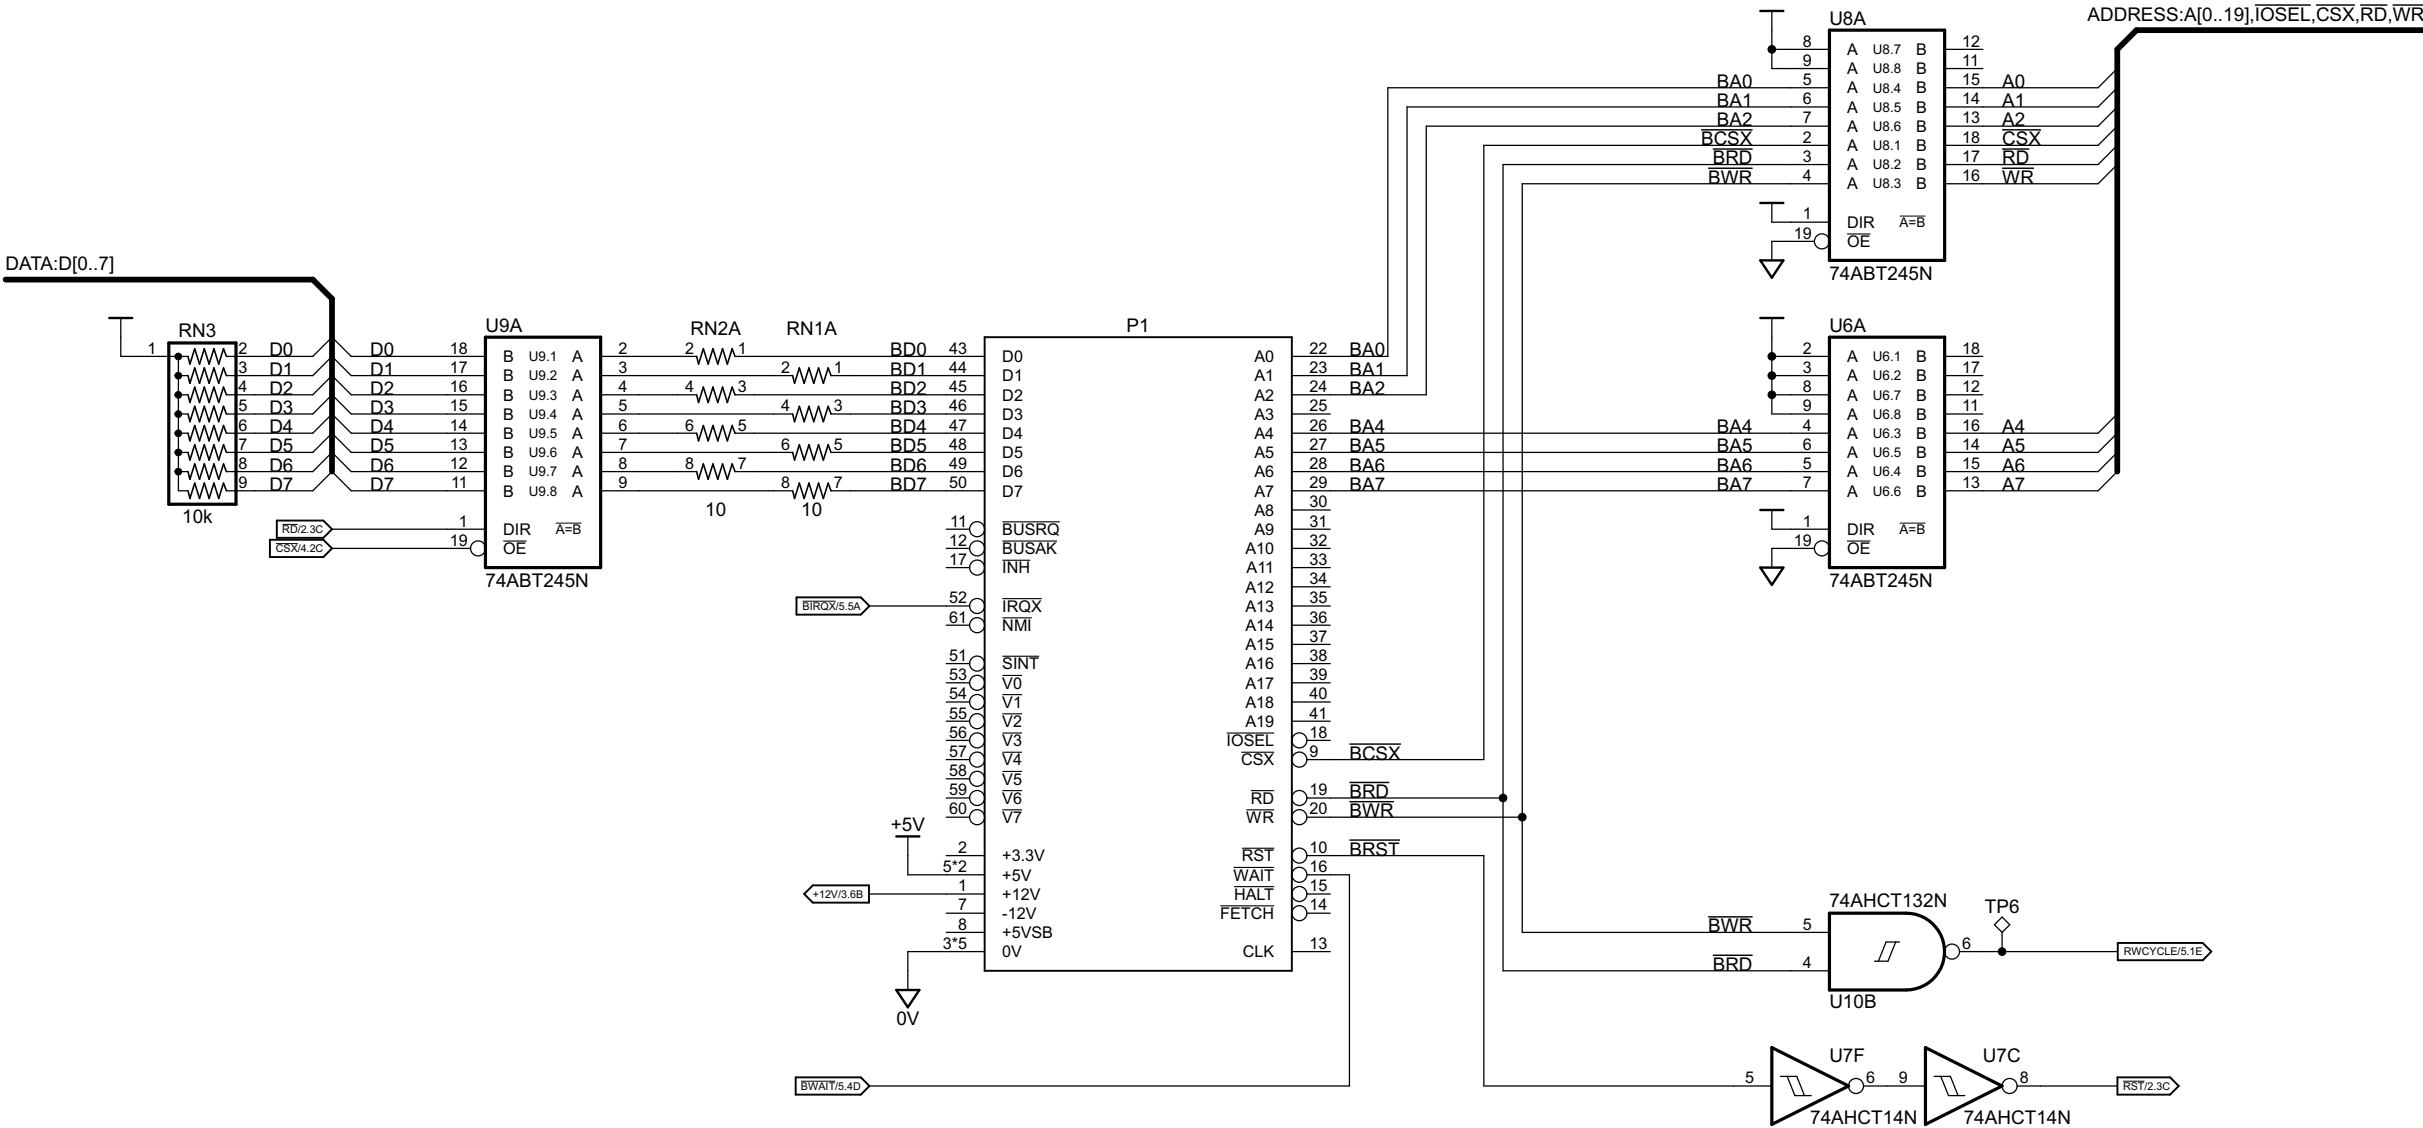 ADDRESS:A[0..19],IOSEL,CSX,RD,WR
U8A
8 A U8.7 B 12
9 A U8.8 B 11
BA0 5 A U8.4 B 15 A0
BA1 6 A U8.5 B 14 A1
BA2 7 A U8.6 B 13 A2
BCSX 2 A U8.1 B 18 CSX
BRD 3 A U8.2 B 17 RD
BWR 4 A U8.3 B 16 WR
1 DIR A=B
19 OE
74ABT245N
DATA:D[0..7]
RN3
1
2 D0
3 D1
4 D2
5 D3
6 D4
7 D5
8 D6
9 D7
10k
U9A
D0 18 B U9.1 A 2
D1 17 B U9.2 A 3
D2 16 B U9.3 A 4
D3 15 B U9.4 A 5
D4 14 B U9.5 A 6
D5 13 B U9.6 A 7
D6 12 B U9.7 A 8
D7 11 B U9.8 A 9
RD/2.3C 1 DIR A=B
CSX/4.2C 19 OE
74ABT245N
RN2A RN1A
2 1
2 1
4 3
4 3
6 5
6 5
8 7
8 7
10 10
P1
BD0 43 D0 A0 22 BA0
BD1 44 D1 A1 23 BA1
BD2 45 D2 A2 24 BA2
BD3 46 D3 A3 25
BD4 47 D4 A4 26 BA4
BD5 48 D5 A5 27 BA5
BD6 49 D6 A6 28 BA6
BD7 50 D7 A7 29 BA7
A8 30
11 BUSRQ A9 31
12 BUSAK A10 32
17 INH A11 33
A12 34
BIRQX/5.5A 52 IRQX A13 35
61 NMI A14 36
A15 37
51 SINT A16 38
53 V0 A17 39
54 V1 A18 40
55 V2 A19 41
56 V3 IOSEL 18
57 V4 CSX 9 BCSX
58 V5
59 V6 RD 19 BRD
60 V7 WR 20 BWR
+5V
2 +3.3V RST 10 BRST
5*2 +5V WAIT 16
+12V/3.6B 1 +12V HALT 15
7 -12V FETCH 14
8 +5VSB
3*5 0V CLK 13
0V
BWAIT/5.4D
U6A
2 A U6.1 B 18
3 A U6.2 B 17
8 A U6.7 B 12
9 A U6.8 B 11
BA4 4 A U6.3 B 16 A4
BA5 6 A U6.5 B 14 A5
BA6 5 A U6.4 B 15 A6
BA7 7 A U6.6 B 13 A7
1 DIR A=B
19 OE
74ABT245N
74AHCT132N
TP6
BWR 5
6 RWCYCLE/5.1E
BRD 4
U10B
U7F U7C
5 6 9 8 RST/2.3C
74AHCT14N 74AHCT14N